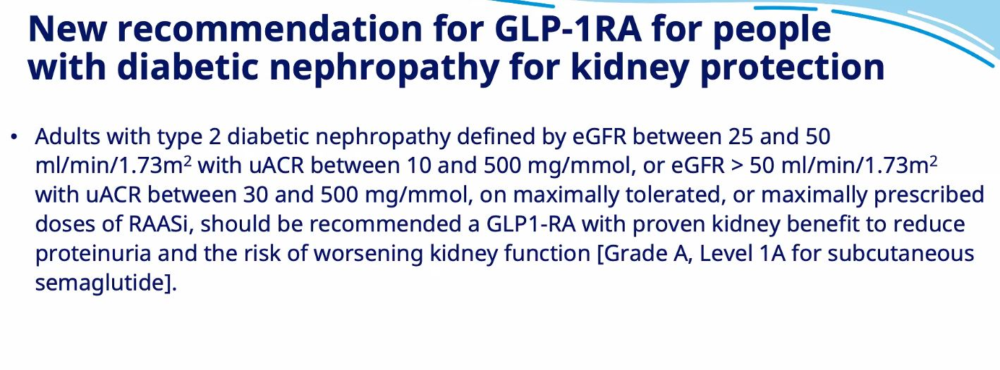 New recommendation for GLP-1RA for people
with diabetic nephropathy for kidney protection
• Adults with type 2 diabetic nephropathy defined by eGFR between 25 and 50
ml/min/1.73m² with uACR between 10 and 500 mg/mmol, or eGFR > 50 ml/min/1.73m²
with uACR between 30 and 500 mg/mmol, on maximally tolerated, or maximally prescribed
doses of RAASi, should be recommended a GLP1-RA with proven kidney benefit to reduce
proteinuria and the risk of worsening kidney function [Grade A, Level 1A for subcutaneous
semaglutide].